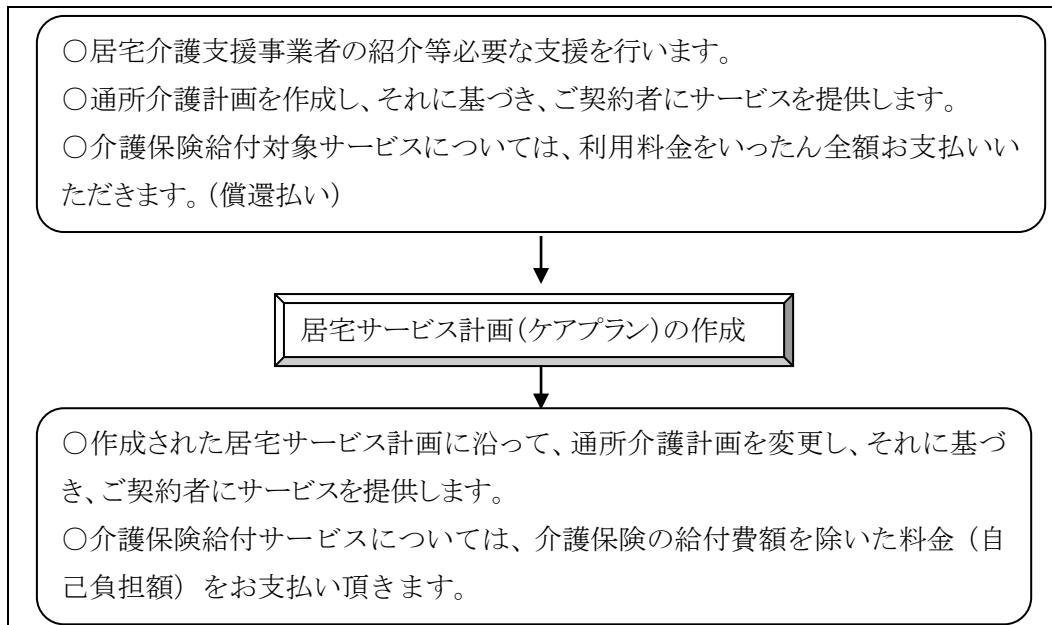 ○居宅介護支援事業者の紹介等必要な支援を行います。
○通所介護計画を作成し、それに基づき、ご契約者にサービスを提供します。
○介護保険給付対象サービスについては、利用料金をいったん全額お支払いい
ただきます。(償還払い)
居宅サービス計画(ケアプラン)の作成
○作成された居宅サービス計画に沿って、通所介護計画を変更し、それに基づ
き、ご契約者にサービスを提供します。
○介護保険給付サービスについては、介護保険の給付費額を除いた料金（自
己負担額）をお支払い頂きます。